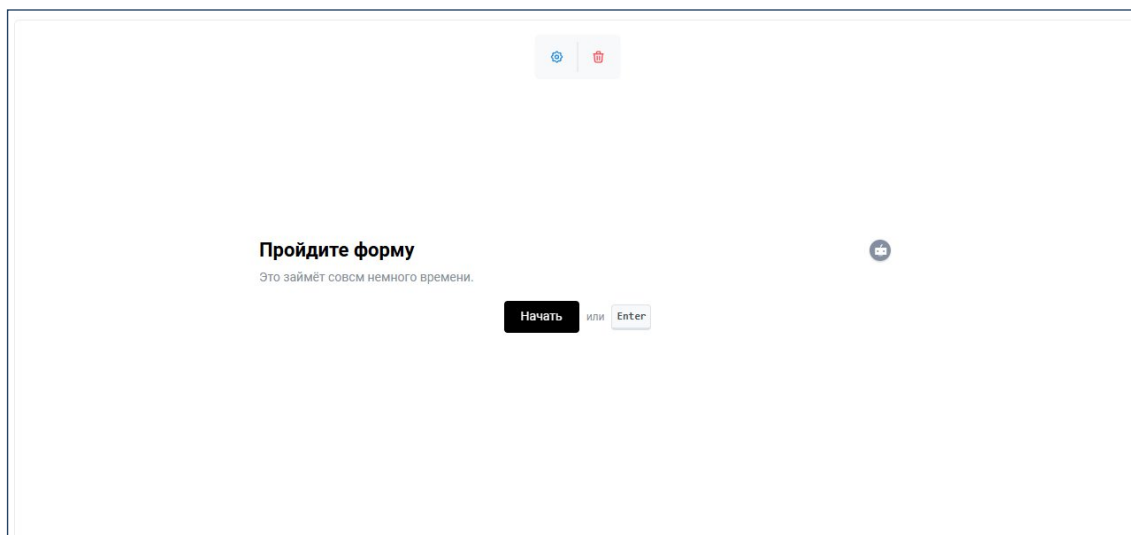 Пройдите форму
Это займёт совсм немного времени.
Начать или Enter